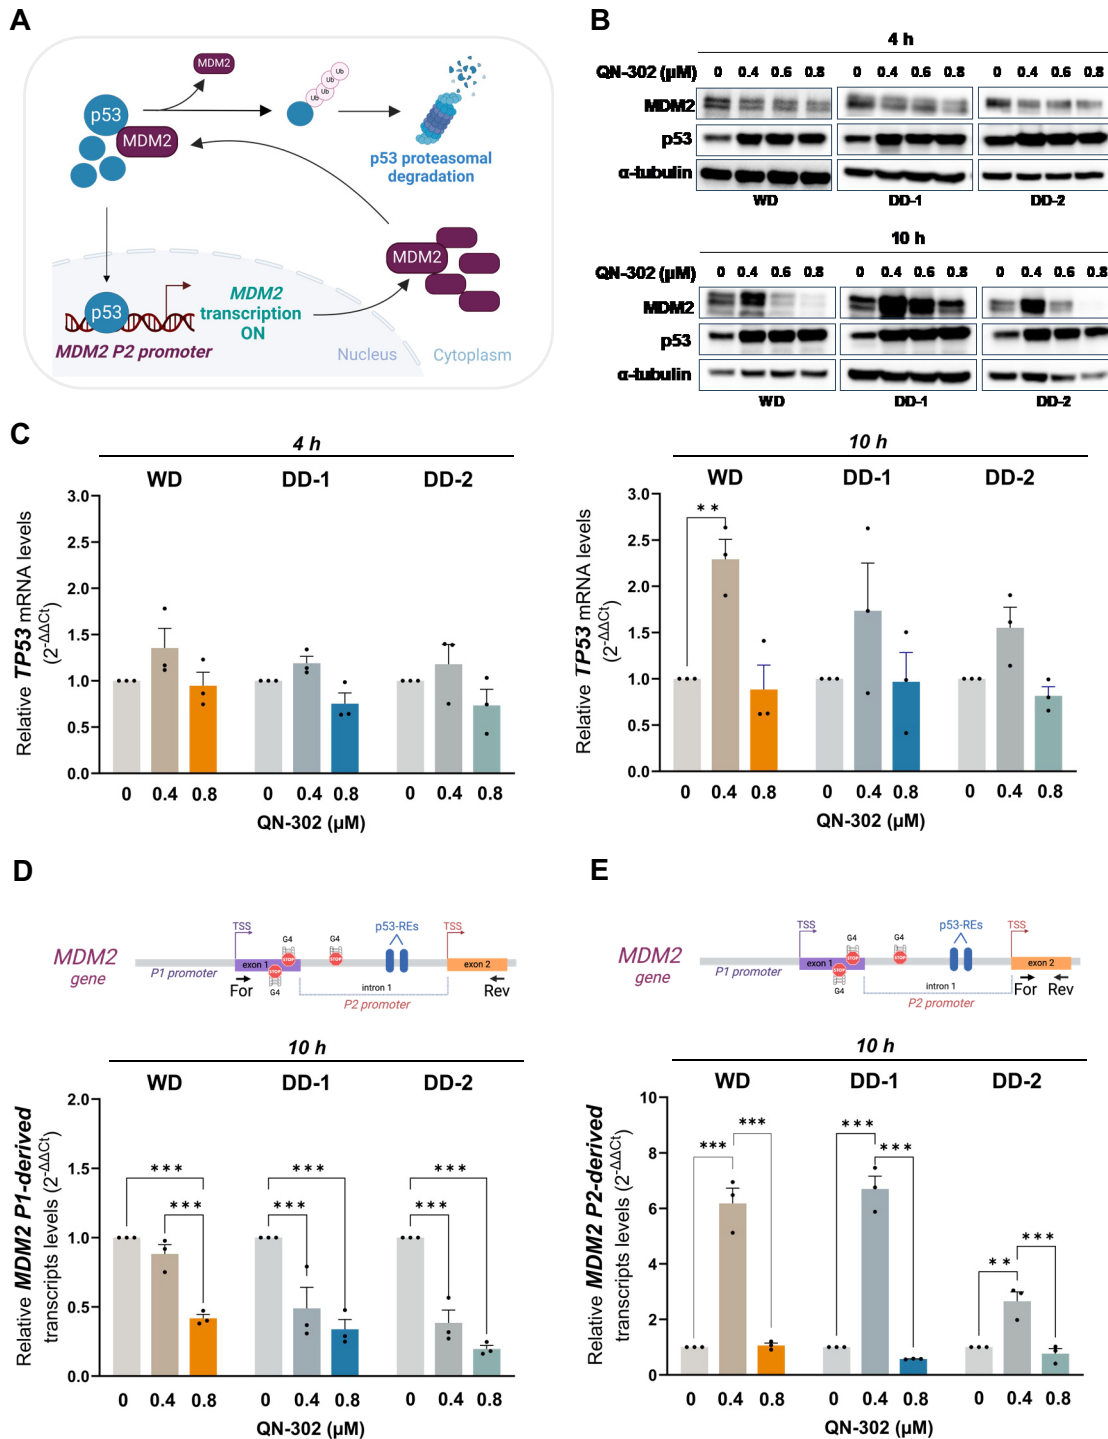 A
MDM2
p53
MDM2
Ub
Ub
Ub
Ub
p53 proteasomal
degradation
MDM2
p53
MDM2
transcription
ON
MDM2 P2 promoter
Nucleus
Cytoplasm
B
4 h
QN-302 (µM) 0 0.4 0.6 0.8 0 0.4 0.6 0.8 0 0.4 0.6 0.8
MDM2
p53
α-tubulin
WD DD-1 DD-2
10 h
QN-302 (µM) 0 0.4 0.6 0.8 0 0.4 0.6 0.8 0 0.4 0.6 0.8
MDM2
p53
α-tubulin
WD DD-1 DD-2
C
4 h
WD DD-1 DD-2
Relative TP53 mRNA levels
(2-ΔΔCt)
3.0
2.5
2.0
1.5
1.0
0.5
0.0
0 0.4 0.8 0 0.4 0.8 0 0.4 0.8
QN-302 (µM)
10 h
WD DD-1 DD-2
Relative TP53 mRNA levels
(2-ΔΔCt)
3.0
2.5
2.0
1.5
1.0
0.5
0.0
**
0 0.4 0.8 0 0.4 0.8 0 0.4 0.8
QN-302 (µM)
D
MDM2
gene
P1 promoter
TSS
exon 1
G4
STOP
STOP
G4
G4
STOP
p53-REs
TSS
exon 2
For
Rev
intron 1
P2 promoter
10 h
WD DD-1 DD-2
Relative MDM2 P1-derived
transcripts levels (2-ΔΔCt)
2.0
1.5
1.0
0.5
0.0
*** *** ***
*** *** ***
0 0.4 0.8 0 0.4 0.8 0 0.4 0.8
QN-302 (µM)
E
MDM2
gene
P1 promoter
TSS
exon 1
G4
STOP
STOP
G4
G4
STOP
p53-REs
TSS
exon 2
For Rev
intron 1
P2 promoter
10 h
WD DD-1 DD-2
Relative MDM2 P2-derived
transcripts levels (2-ΔΔCt)
10
8
6
4
2
0
*** *** *** *** ** ***
0 0.4 0.8 0 0.4 0.8 0 0.4 0.8
QN-302 (µM)